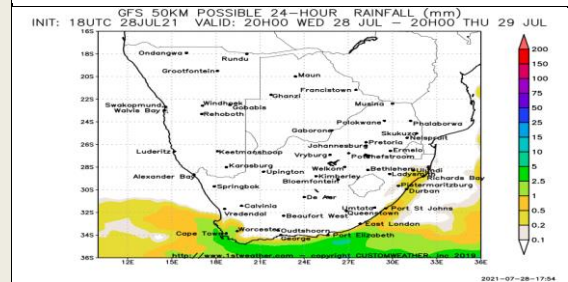 GFS 50KM POSSIBLE 24-HOUR RAINFALL (mm)
INIT: 18UTC 28JUL21 VALID: 20H00 WED 28 JUL - 20H00 THU 29 JUL
16S
18S
20S
22S
24S
26S
28S
30S
32S
34S
36S
Ondangwa
Rundu
Grootfontein
Maun
Ghanzi
Francistown
Swakopmund
Walvis Bay
Windhoek
Gobabis
Rehoboth
Musina
Polokwane
Phalaborwa
Gaborone
Skukuza
Nelspruit
Pretoria
Johannesburg
Luderitz
Keetmanshoop
Vryburg
Potchefstroom
Ermelo
Karasburg
Upington
Welkom
Bethlehem
Ulundi
Ladysmith
Alexander Bay
Kimberley
Bloemfontein
Richards Bay
Springbok
Pietermaritzburg
Durban
De Aar
Calvinia
Vredendal
Beaufort West
Umtata
Port St Johns
Queenstown
East London
Cape Town
Worcester
Oudtshoorn
George
Port Elizabeth
http://www.1stweather.com - copyright CUSTOMWEATHER, Inc 2019
12E
15E
18E
21E
24E
27E
30E
33E
36E
200
150
100
75
50
25
15
10
5
2.5
1
0.5
0.2
0.1
2021-07-28-17:54